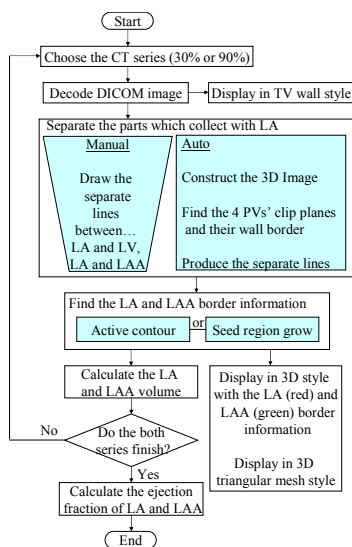 Start
Choose the CT series (30% or 90%)
Decode DICOM image
Display in TV wall style
Separate the parts which collect with LA
Manual
Draw the
separate
lines
between…
LA and LV,
LA and LAA
Auto
Construct the 3D Image
Find the 4 PVs' clip planes
and their wall border
Produce the separate lines
Find the LA and LAA border information
Active contour
or
Seed region grow
Calculate the LA
and LAA volume
Display in 3D style
with the LA (red) and
LAA (green) border
information
Display in 3D
triangular mesh style
No
Do the both
series finish?
Yes
Calculate the ejection
fraction of LA and LAA
End